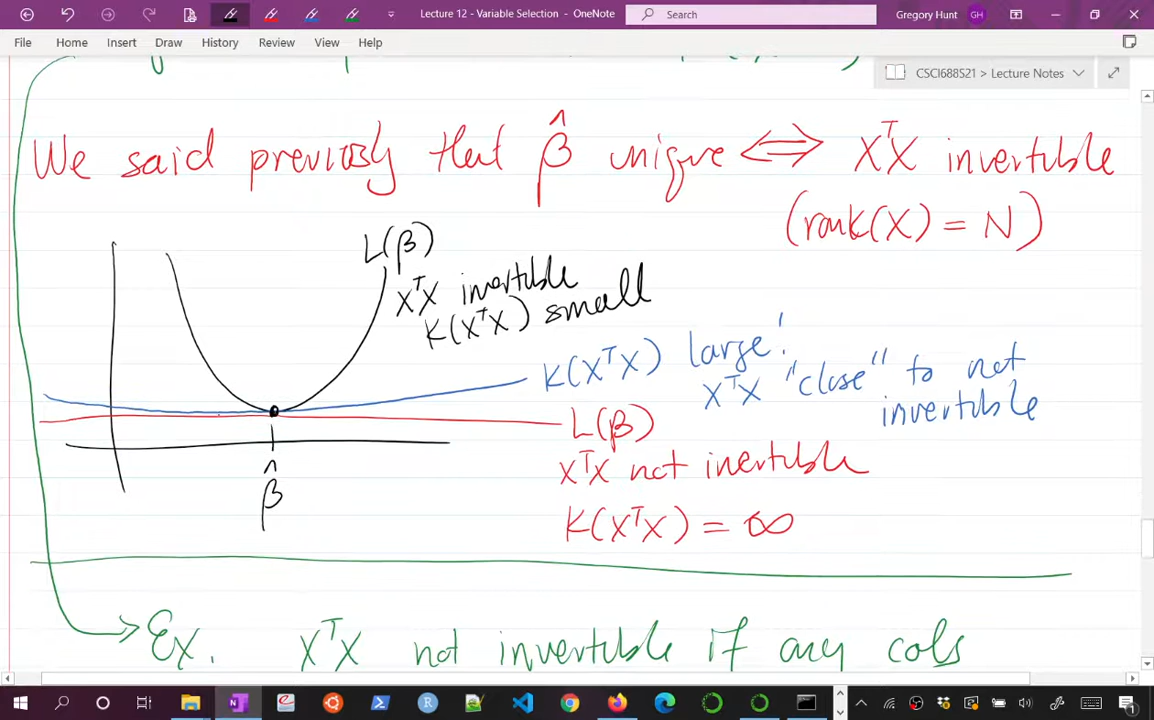 Lecture 12 - Variable Selection - OneNote
Search
Gregory Hunt
GH
File Home Insert Draw History Review View Help
CSCI688S21 > Lecture Notes
We said previously that β̂ unique ⟺ XᵀX invertible
(rank(X) = N)
L(β)
XᵀX invertible
K(XᵀX) small
K(XᵀX) large!
XᵀX "close" to not
invertible
L(β)
XᵀX not inertible
K(XᵀX) = ∞
β̂
Ex. XᵀX not invertible if any cols